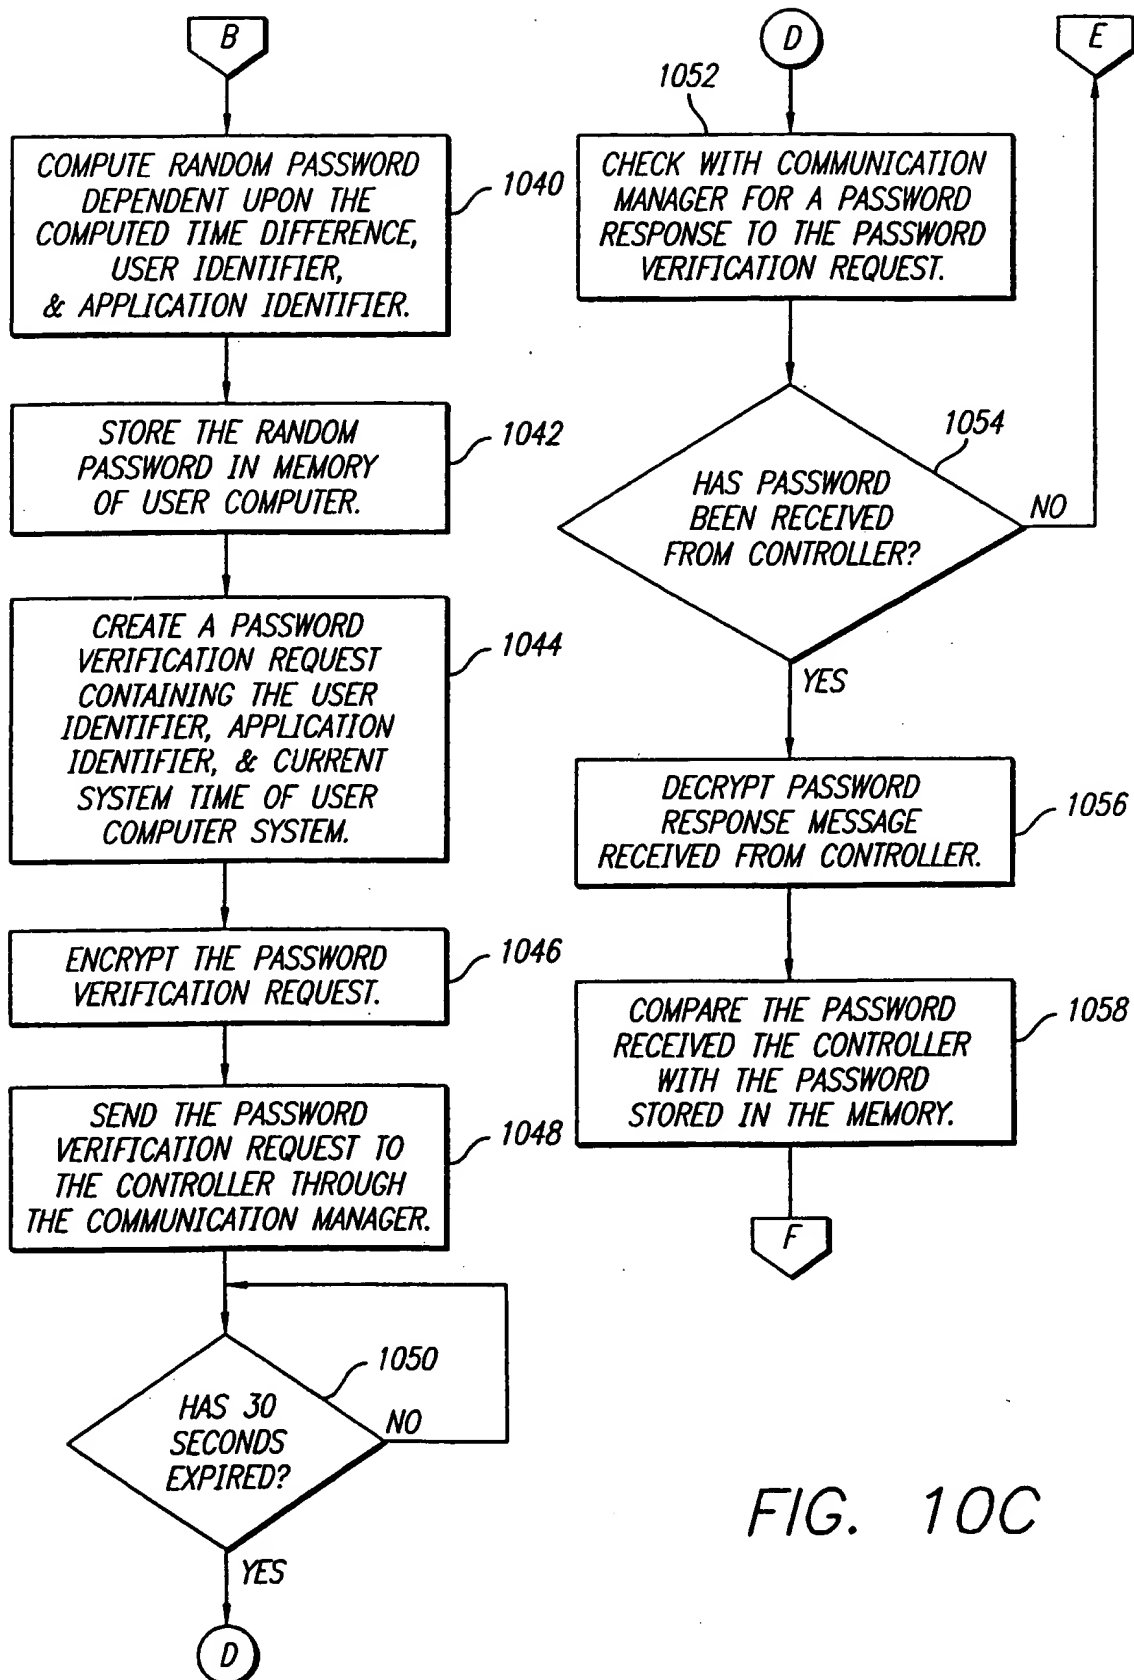 B
COMPUTE RANDOM PASSWORD
DEPENDENT UPON THE
COMPUTED TIME DIFFERENCE,
USER IDENTIFIER,
& APPLICATION IDENTIFIER.
1040
STORE THE RANDOM
PASSWORD IN MEMORY
OF USER COMPUTER.
1042
CREATE A PASSWORD
VERIFICATION REQUEST
CONTAINING THE USER
IDENTIFIER, APPLICATION
IDENTIFIER, & CURRENT
SYSTEM TIME OF USER
COMPUTER SYSTEM.
1044
ENCRYPT THE PASSWORD
VERIFICATION REQUEST.
1046
SEND THE PASSWORD
VERIFICATION REQUEST TO
THE CONTROLLER THROUGH
THE COMMUNICATION MANAGER.
1048
HAS 30
SECONDS
EXPIRED?
1050
NO
YES
D
D
1052
CHECK WITH COMMUNICATION
MANAGER FOR A PASSWORD
RESPONSE TO THE PASSWORD
VERIFICATION REQUEST.
HAS PASSWORD
BEEN RECEIVED
FROM CONTROLLER?
1054
NO
E
YES
DECRYPT PASSWORD
RESPONSE MESSAGE
RECEIVED FROM CONTROLLER.
1056
COMPARE THE PASSWORD
RECEIVED THE CONTROLLER
WITH THE PASSWORD
STORED IN THE MEMORY.
1058
F
FIG. 10C